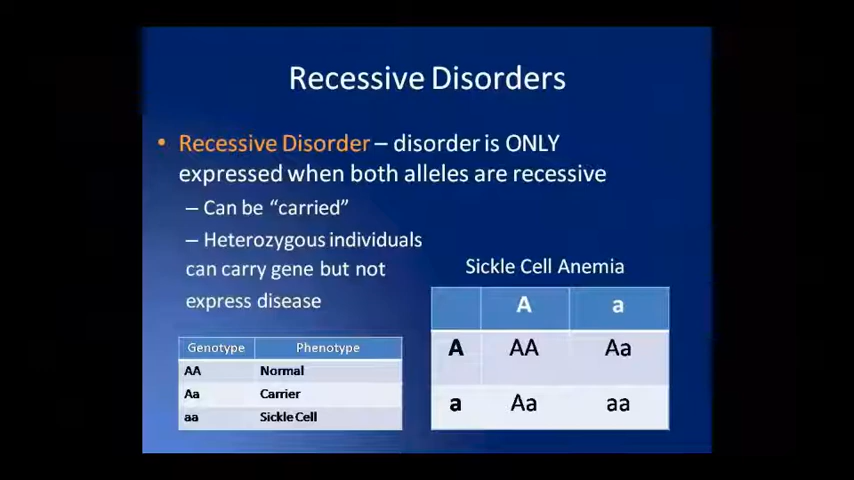 Recessive Disorders
• Recessive Disorder – disorder is ONLY
expressed when both alleles are recessive
– Can be “carried”
– Heterozygous individuals
can carry gene but not
express disease
Genotype Phenotype
AA Normal
Aa Carrier
aa Sickle Cell
Sickle Cell Anemia
A a
A AA Aa
a Aa aa